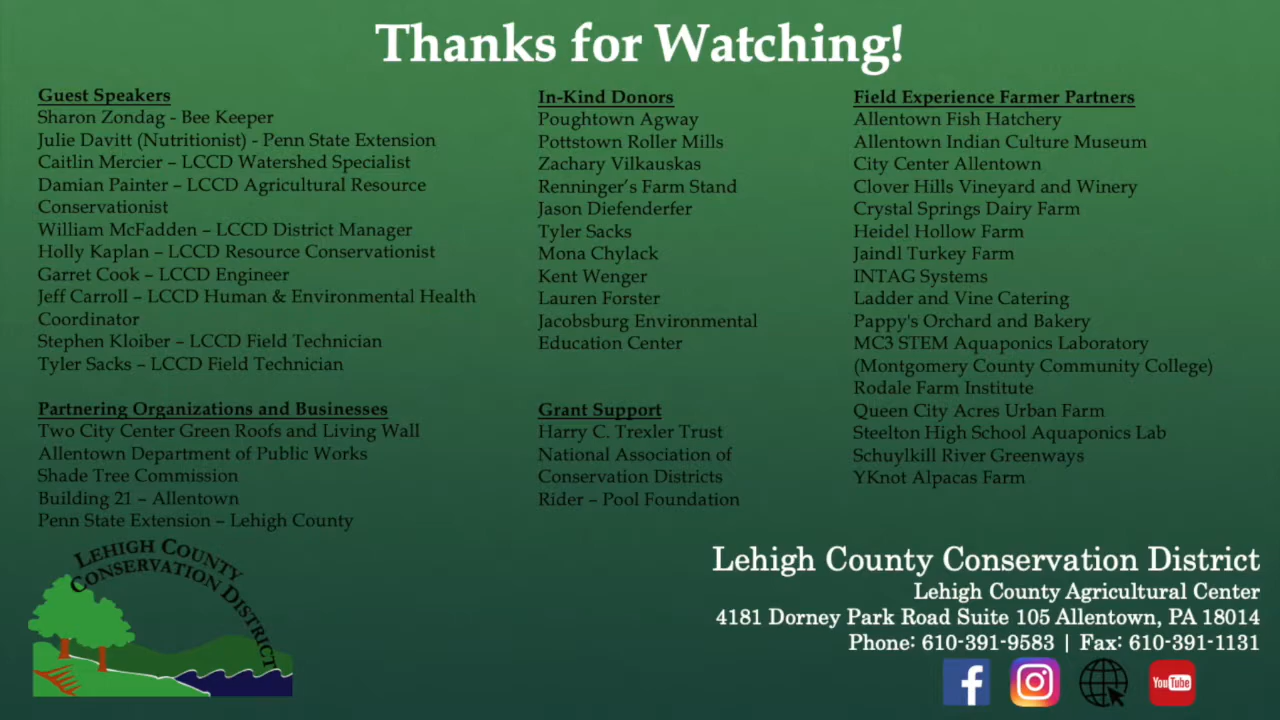 Thanks for Watching!
Guest Speakers
Sharon Zondag - Bee Keeper
Julie Davitt (Nutritionist) - Penn State Extension
Caitlin Mercier – LCCD Watershed Specialist
Damian Painter – LCCD Agricultural Resource
Conservationist
William McFadden – LCCD District Manager
Holly Kaplan – LCCD Resource Conservationist
Garret Cook – LCCD Engineer
Jeff Carroll – LCCD Human & Environmental Health
Coordinator
Stephen Kloiber – LCCD Field Technician
Tyler Sacks – LCCD Field Technician
Partnering Organizations and Businesses
Two City Center Green Roofs and Living Wall
Allentown Department of Public Works
Shade Tree Commission
Building 21 – Allentown
Penn State Extension – Lehigh County
In-Kind Donors
Poughtown Agway
Pottstown Roller Mills
Zachary Vilkauskas
Renninger's Farm Stand
Jason Diefenderfer
Tyler Sacks
Mona Chylack
Kent Wenger
Lauren Forster
Jacobsburg Environmental
Education Center
Grant Support
Harry C. Trexler Trust
National Association of
Conservation Districts
Rider – Pool Foundation
Field Experience Farmer Partners
Allentown Fish Hatchery
Allentown Indian Culture Museum
City Center Allentown
Clover Hills Vineyard and Winery
Crystal Springs Dairy Farm
Heidel Hollow Farm
Jaindl Turkey Farm
INTAG Systems
Ladder and Vine Catering
Pappy's Orchard and Bakery
MC3 STEM Aquaponics Laboratory
(Montgomery County Community College)
Rodale Farm Institute
Queen City Acres Urban Farm
Steelton High School Aquaponics Lab
Schuylkill River Greenways
YKnot Alpacas Farm
LEHIGH COUNTY
CONSERVATION DISTRICT
Lehigh County Conservation District
Lehigh County Agricultural Center
4181 Dorney Park Road Suite 105 Allentown, PA 18014
Phone: 610-391-9583 | Fax: 610-391-1131
f
YouTube